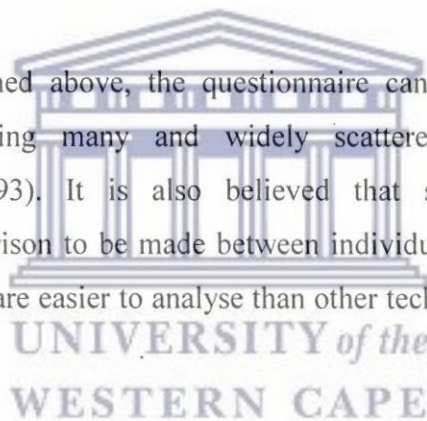 ned above, the questionnaire can
ing many and widely scattere
93). It is also believed that s
rison to be made between individu
are easier to analyse than other tech
UNIVERSITY of the
WESTERN CAPE